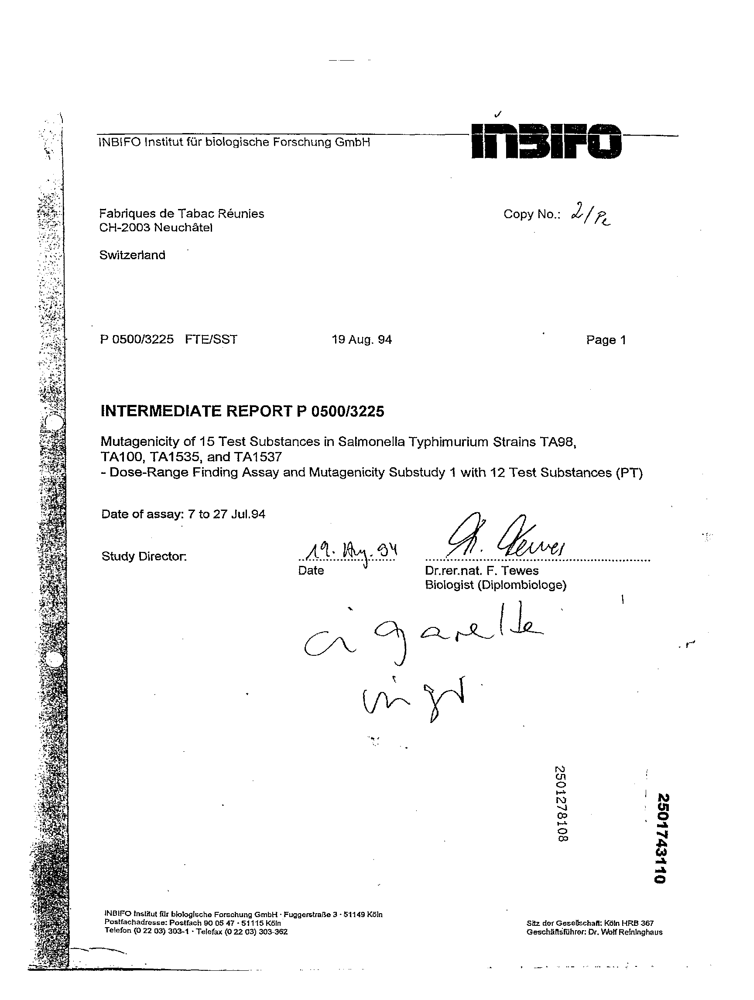 INBIFO Institut für biologische Forschung GmbH
INBIFO
Fabriques de Tabac Réunies
CH-2003 Neuchâtel
Switzerland
Copy No.: 2/
P 0500/3225 FTE/SST 19 Aug. 94 Page 1
INTERMEDIATE REPORT P 0500/3225
Mutagenicity of 15 Test Substances in Salmonella Typhimurium Strains TA98,
TA100, TA1535, and TA1537
- Dose-Range Finding Assay and Mutagenicity Substudy 1 with 12 Test Substances (PT)
Date of assay: 7 to 27 Jul.94
Study Director:
19. Aug. 94
Date
Tewes
Dr.rer.nat. F. Tewes
Biologist (Diplombiologe)
cigarette
2501278108
2501743110
INBIFO Institut für biologische Forschung GmbH · Fuggerstraße 3 · 51149 Köln
Postfachadresse: Postfach 90 05 47 · 51115 Köln
Telefon (0 22 03) 303-1 · Telefax (0 22 03) 303-362
Sitz der Gesellschaft: Köln HRB 367
Geschäftsführer: Dr. Wolf Reininghaus